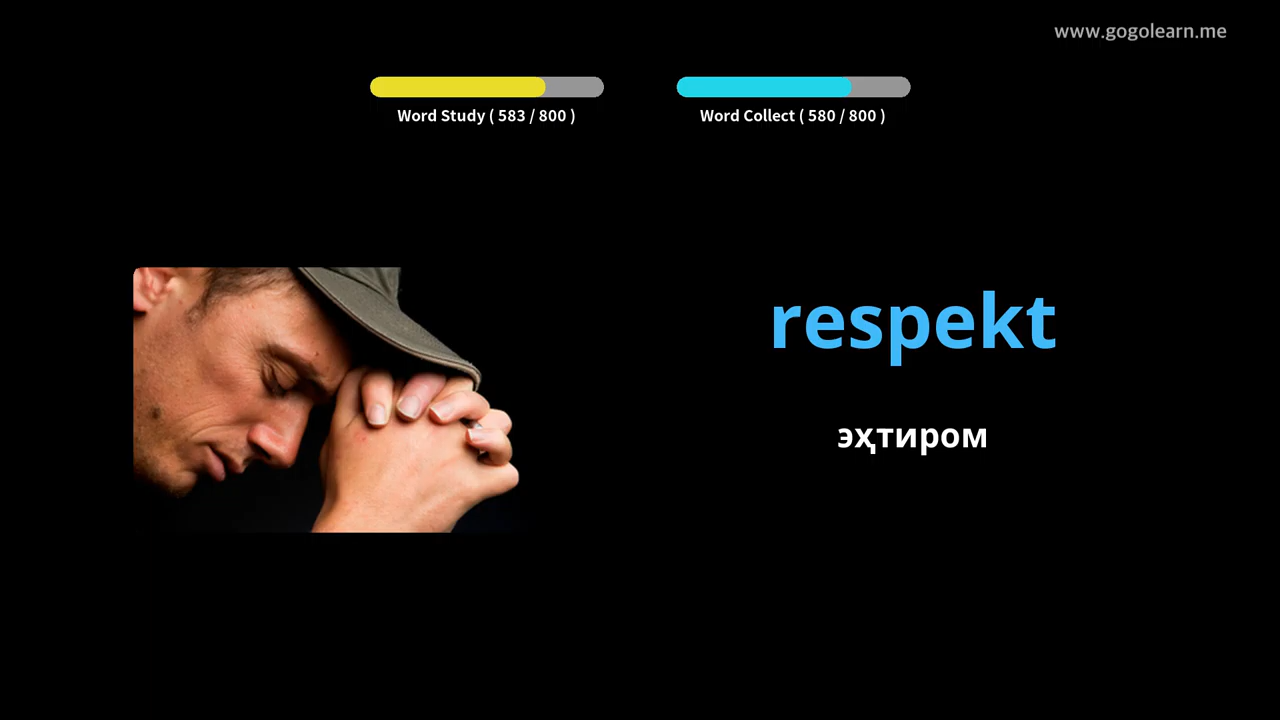 www.gogolearn.me
Word Study ( 583 / 800 )
Word Collect ( 580 / 800 )
respekt
эҳтиром